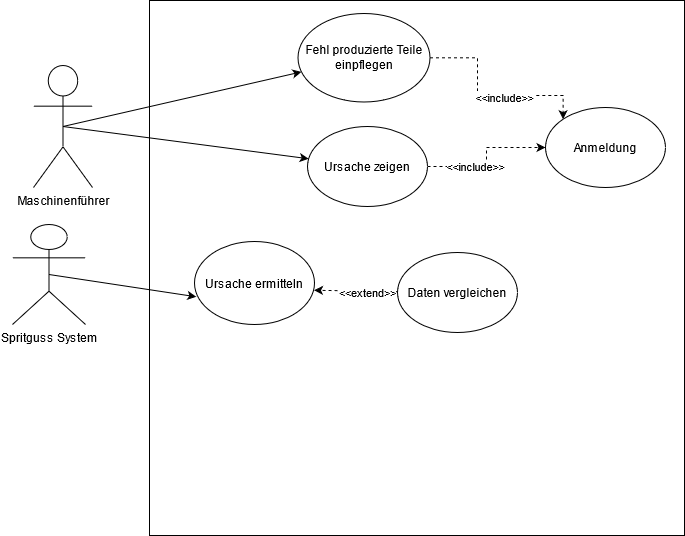 Fehl produzierte Teile
einpflegen
<<include>>
Anmeldung
Ursache zeigen
<<include>>
Maschinenführer
Ursache ermitteln
<<extend>>
Daten vergleichen
Spritguss System